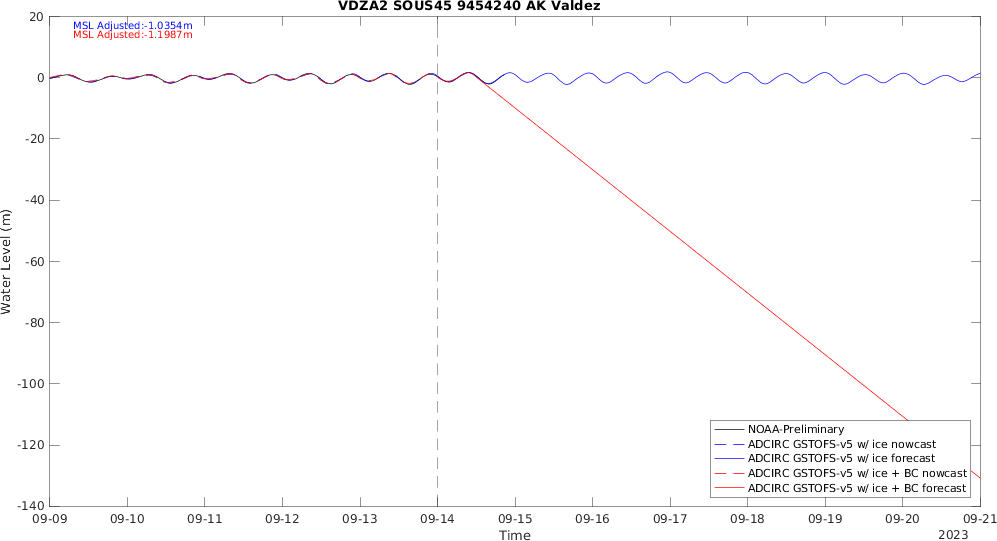 VDZA2 SOUS45 9454240 AK Valdez
MSL Adjusted:-1.0354m
MSL Adjusted:-1.1987m
20
0
-20
-40
-60
-80
-100
-120
-140
Water Level (m)
NOAA-Preliminary
ADCIRC GSTOFS-v5 w/ ice nowcast
ADCIRC GSTOFS-v5 w/ ice forecast
ADCIRC GSTOFS-v5 w/ ice + BC nowcast
ADCIRC GSTOFS-v5 w/ ice + BC forecast
09-09 09-10 09-11 09-12 09-13 09-14 09-15 09-16 09-17 09-18 09-19 09-20 09-21
Time
2023